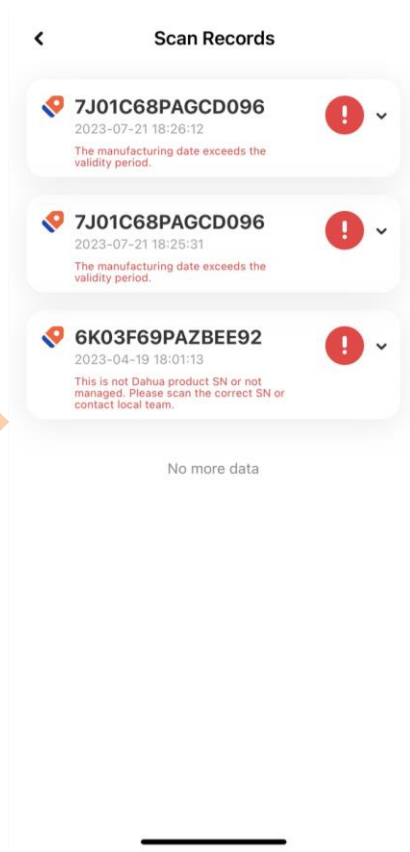 Scan Records
7J01C68PAGCD096
2023-07-21 18:26:12
The manufacturing date exceeds the
validity period.
7J01C68PAGCD096
2023-07-21 18:25:31
The manufacturing date exceeds the
validity period.
6K03F69PAZBEE92
2023-04-19 18:01:13
This is not Dahua product SN or not
managed. Please scan the correct SN or
contact local team.
No more data